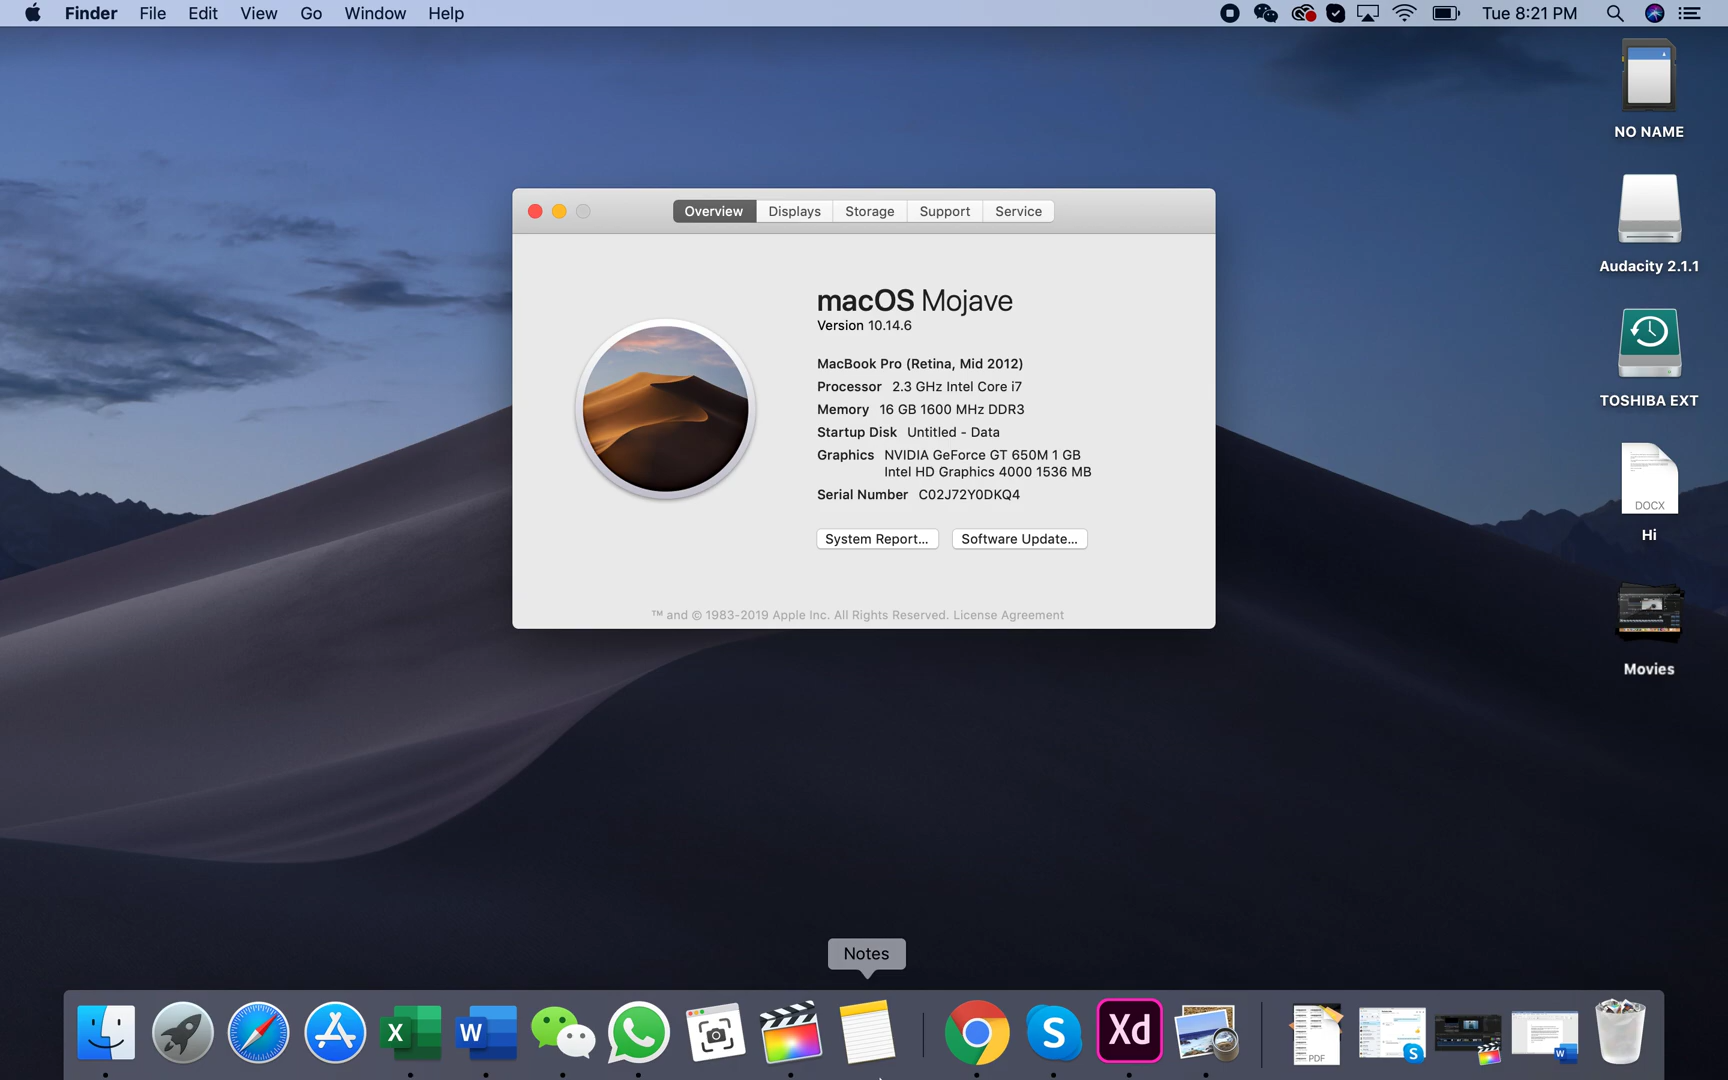 Finder File Edit View Go Window Help Tue 8:21 PM
NO NAME
Audacity 2.1.1
TOSHIBA EXT
DOCX
Hi
Movies
Overview Displays Storage Support Service
macOS Mojave
Version 10.14.6
MacBook Pro (Retina, Mid 2012)
Processor 2.3 GHz Intel Core i7
Memory 16 GB 1600 MHz DDR3
Startup Disk Untitled - Data
Graphics NVIDIA GeForce GT 650M 1 GB
Intel HD Graphics 4000 1536 MB
Serial Number C02J72Y0DKQ4
System Report... Software Update...
™ and © 1983-2019 Apple Inc. All Rights Reserved. License Agreement
Notes
X W S Xd PDF S W